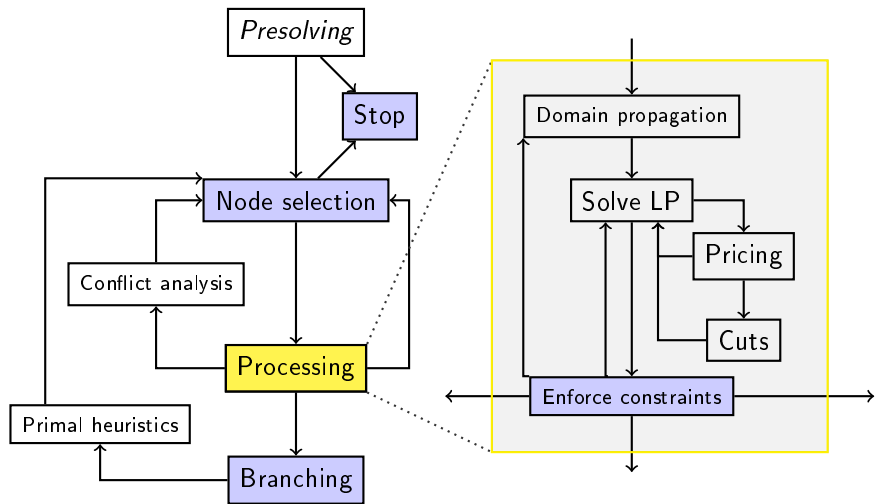 Presolving
Stop
Node selection
Conflict analysis
Processing
Primal heuristics
Branching
Domain propagation
Solve LP
Pricing
Cuts
Enforce constraints